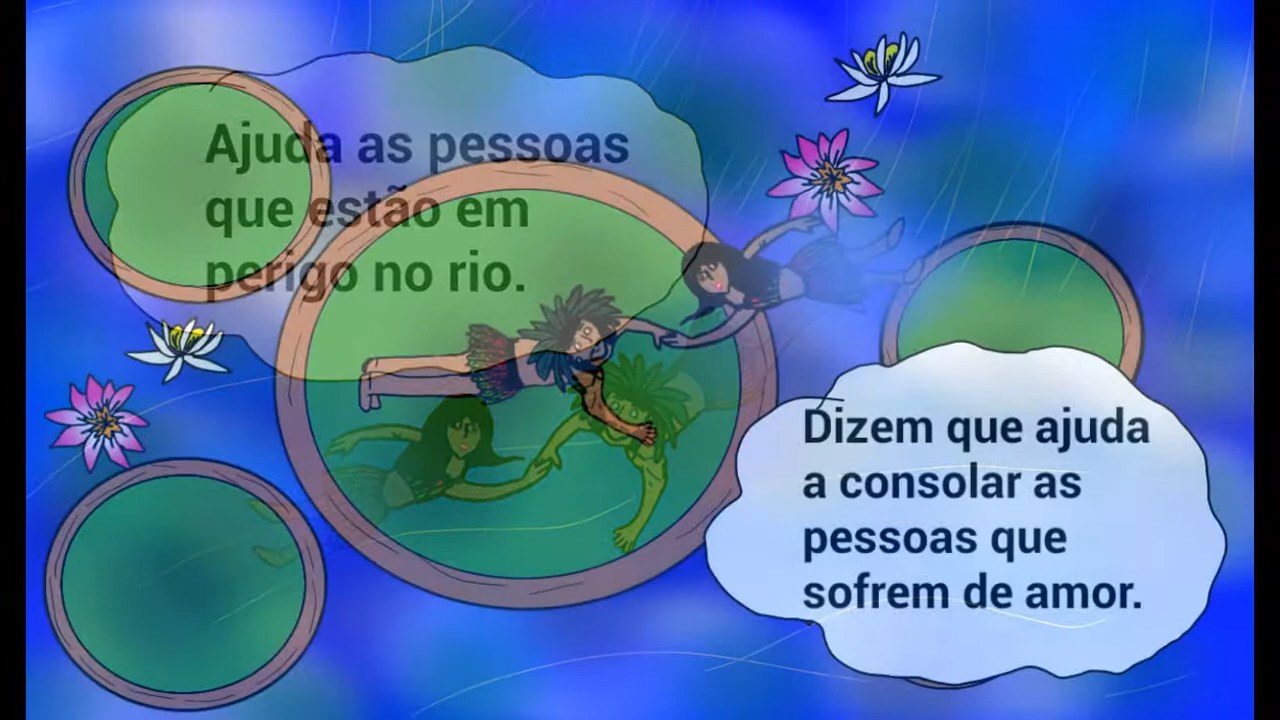 Ajuda as pessoas
que estão em
perigo no rio.
Dizem que ajuda
a consolar as
pessoas que
sofrem de amor.